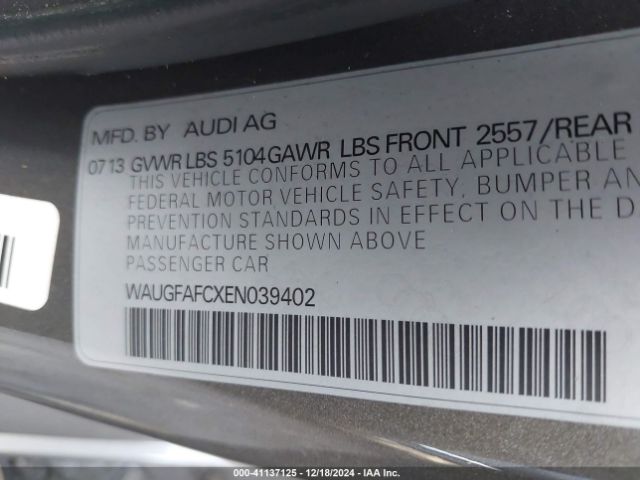 MFD. BY AUDI AG
07 13 GVWR LBS 5104 GAWR LBS FRONT 2557/REAR
THIS VEHICLE CONFORMS TO ALL APPLICABLE
FEDERAL MOTOR VEHICLE SAFETY, BUMPER AN
PREVENTION STANDARDS IN EFFECT ON THE D
MANUFACTURE SHOWN ABOVE
PASSENGER CAR
WAUGFAFCXEN039402
000-41137125 - 12/18/2024 - IAA Inc.